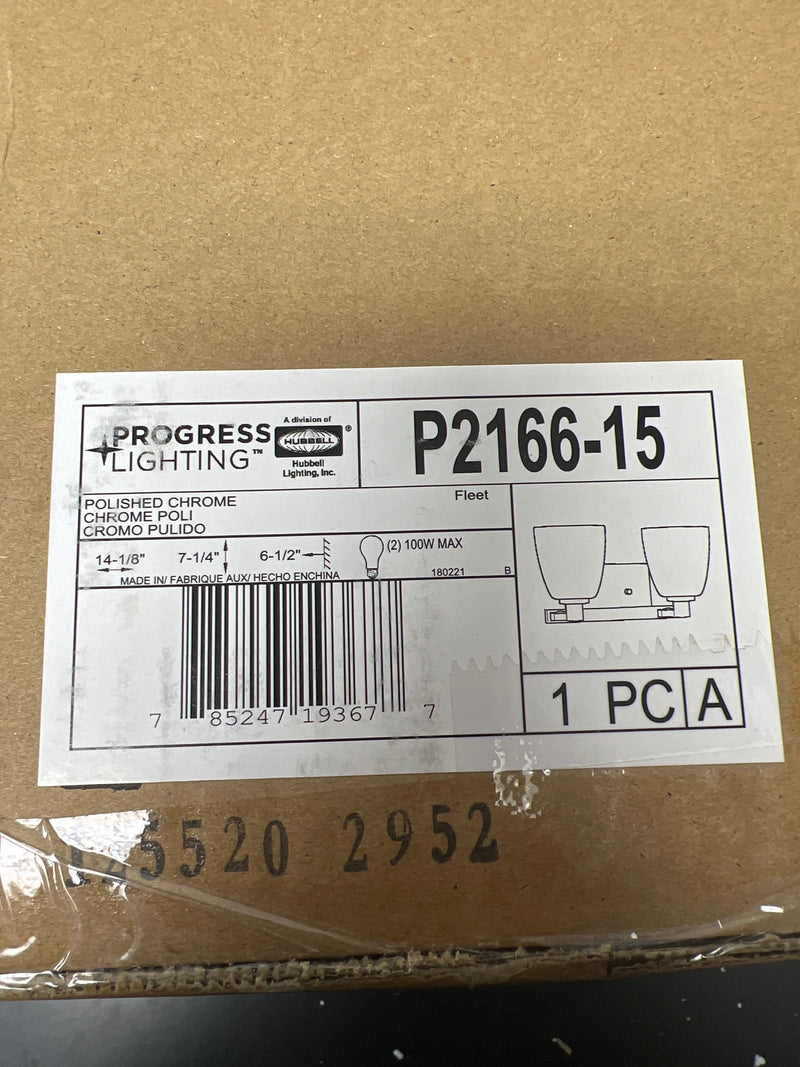 PROGRESS
LIGHTING™
A division of
HUBBELL®
Hubbell
Lighting, Inc.
P2166-15
POLISHED CHROME
CHROME POLI
CROMO PULIDO
Fleet
14-1/8" 7-1/4" 6-1/2" (2) 100W MAX
MADE IN/ FABRIQUE AUX/ HECHO ENCHINA 180221 B
7 85247 19367 7
1 PC A
5520 2952